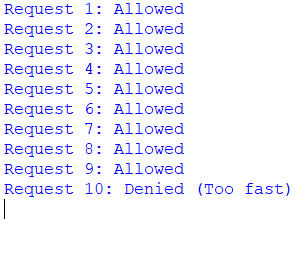 Request 1: Allowed
Request 2: Allowed
Request 3: Allowed
Request 4: Allowed
Request 5: Allowed
Request 6: Allowed
Request 7: Allowed
Request 8: Allowed
Request 9: Allowed
Request 10: Denied (Too fast)